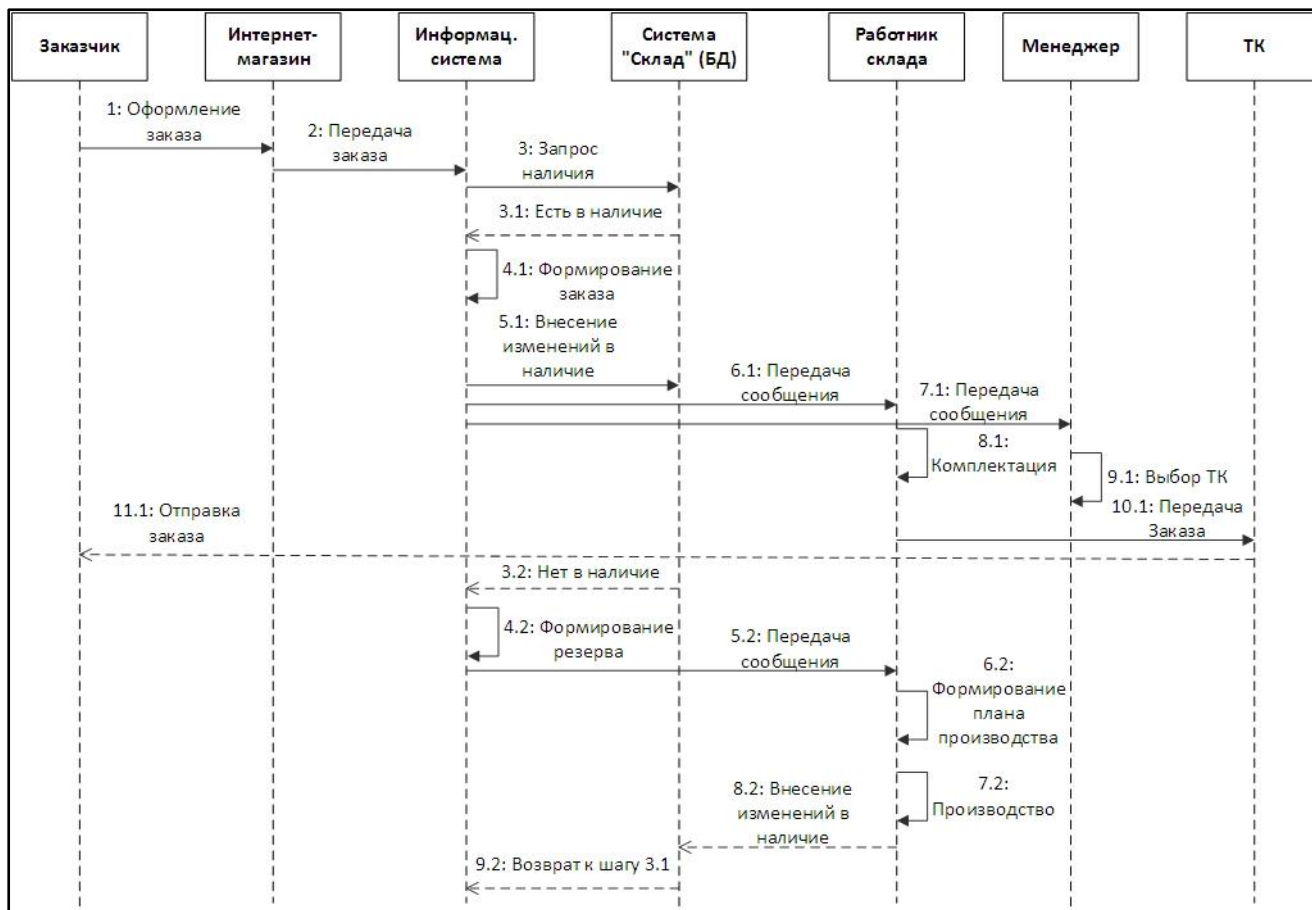 Заказчик
Интернет-
магазин
Информац.
система
Система
"Склад" (БД)
Работник
склада
Менеджер
ТК
1: Оформление
заказа
2: Передача
заказа
3: Запрос
наличия
3.1: Есть в наличие
4.1: Формирование
заказа
5.1: Внесение
изменений в
наличие
6.1: Передача
сообщения
7.1: Передача
сообщения
8.1:
Комплектация
9.1: Выбор ТК
10.1: Передача
Заказа
11.1: Отправка
заказа
3.2: Нет в наличие
4.2: Формирование
резерва
5.2: Передача
сообщения
6.2:
Формирование
плана
производства
7.2:
Производство
8.2: Внесение
изменений в
наличие
9.2: Возврат к шагу 3.1